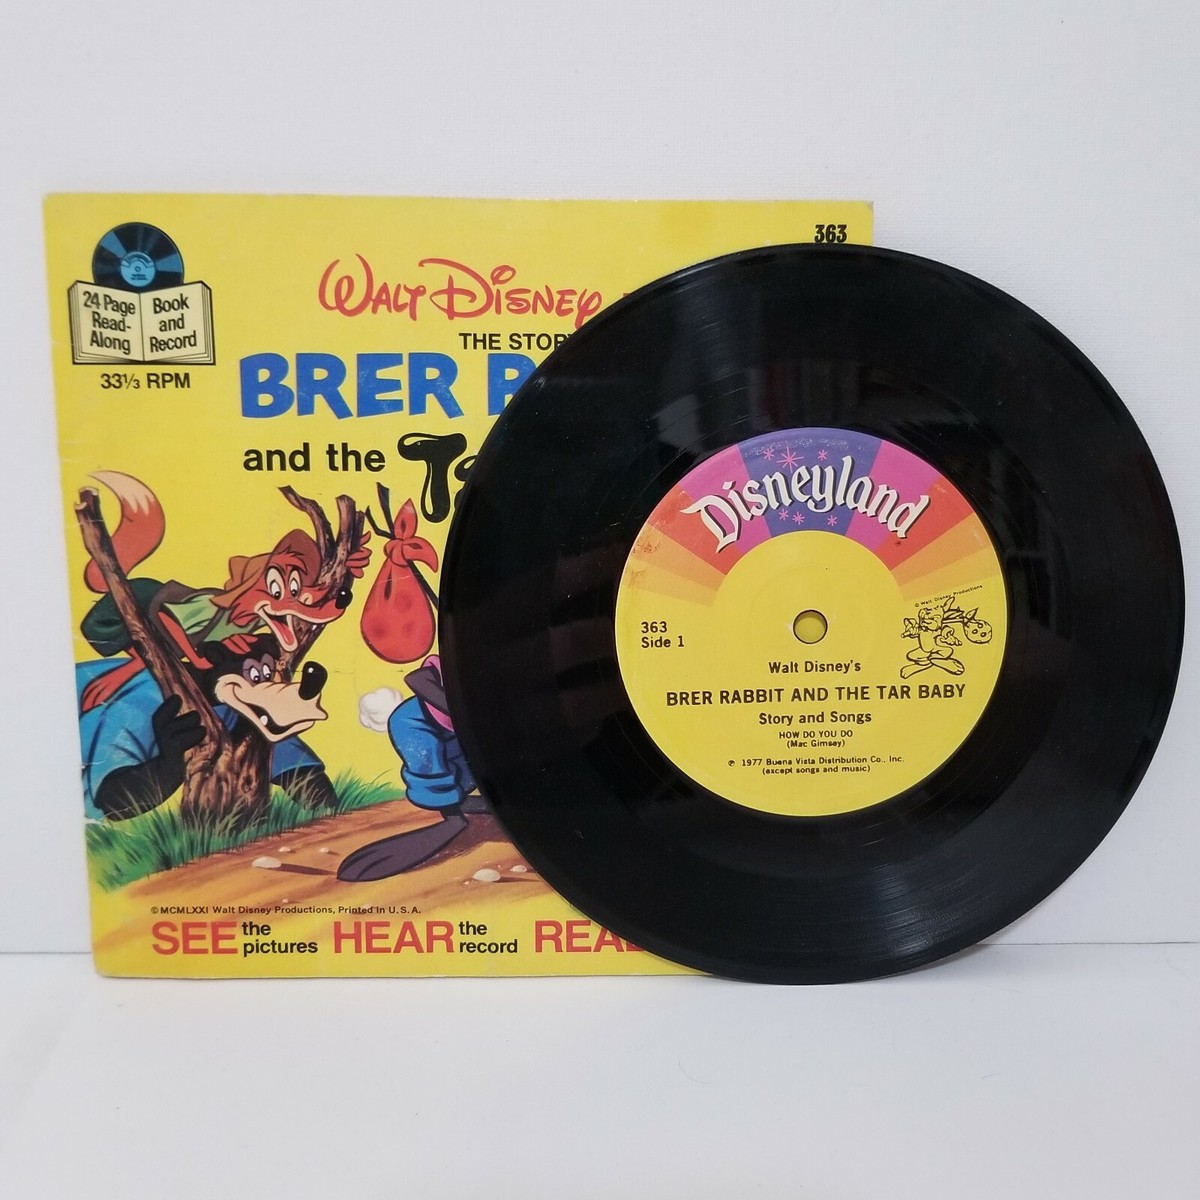 363
24 Page
Read-
Along
Book
and
Record
33⅓ RPM
WALT DISNEY
THE STORY
BRER
and the
©MCMLXXI Walt Disney Productions, Printed in U.S.A.
SEE the pictures HEAR the record READ
Disneyland
© Walt Disney Productions
363
Side 1
Walt Disney's
BRER RABBIT AND THE TAR BABY
Story and Songs
HOW DO YOU DO
(Mac Gimsey)
℗ 1977 Buena Vista Distribution Co., Inc.
(except songs and music)